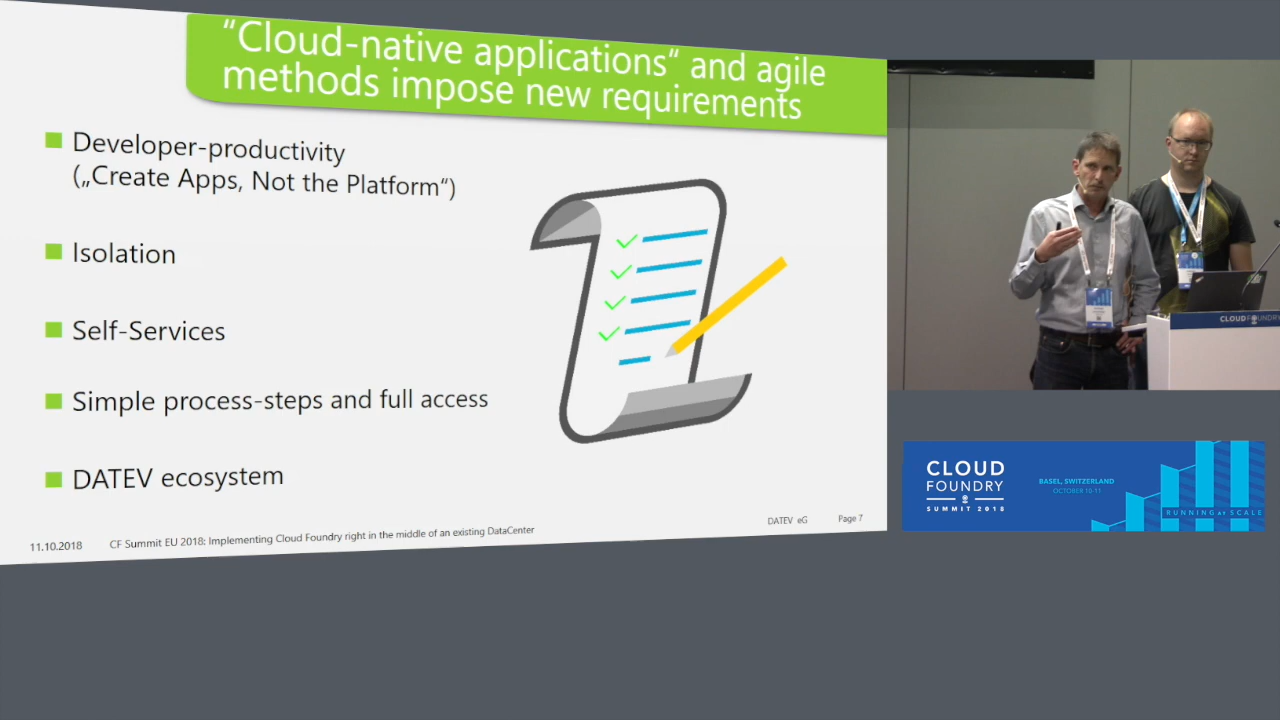 “Cloud-native applications“ and agile
methods impose new requirements
Developer-productivity
(„Create Apps, Not the Platform“)
Isolation
Self-Services
Simple process-steps and full access
DATEV ecosystem
11.10.2018
CF Summit EU 2018: Implementing Cloud Foundry right in the middle of an existing DataCenter
DATEV eG
Page 7
CLOUD FOUNDRY
CLOUD
FOUNDRY
SUMMIT 2018
BASEL, SWITZERLAND
OCTOBER 10-11
RUNNING AT SCALE